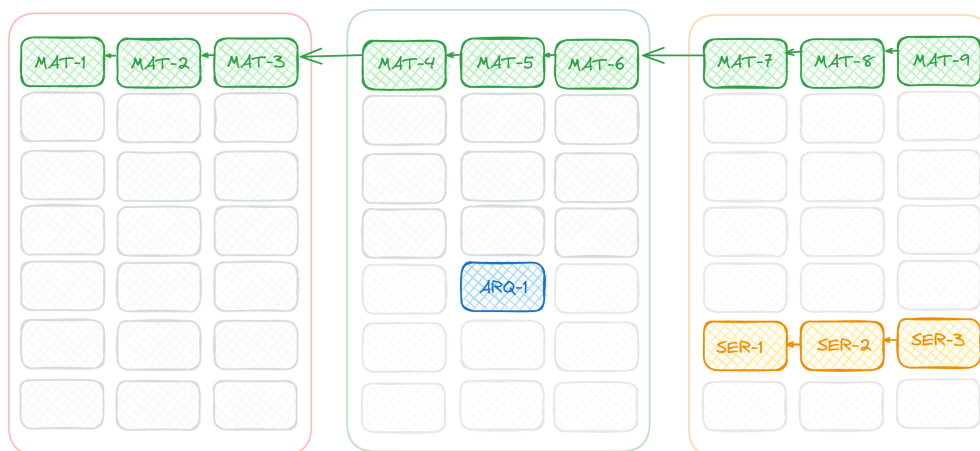 MAT-1
MAT-2
MAT-3
MAT-4
MAT-5
MAT-6
MAT-7
MAT-8
MAT-9
ARQ-1
SER-1
SER-2
SER-3